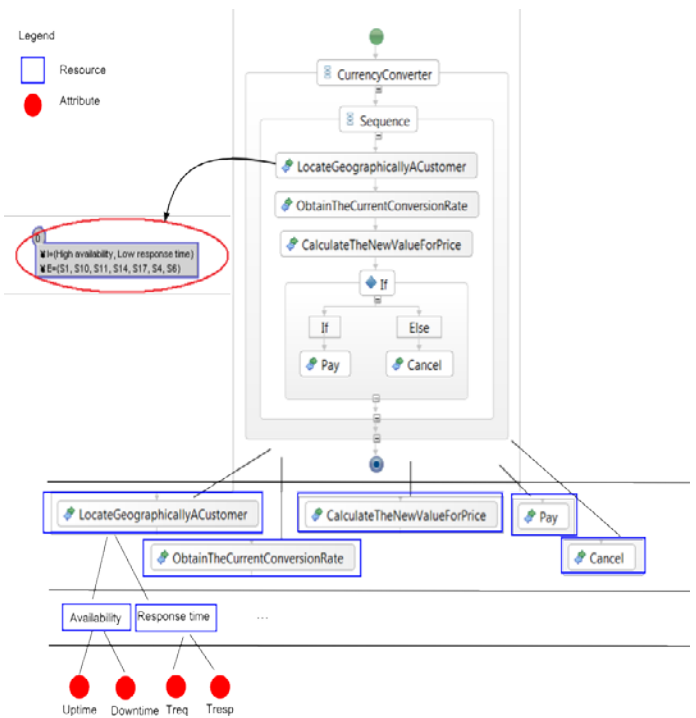 Legend
Resource
Attribute
CurrencyConverter
Sequence
LocateGeographicallyACustomer
ObtainTheCurrentConversionRate
CalculateTheNewValueForPrice
0
I=(High availability, Low response time)
E=(S1, S10, S11, S14, S17, S4, S6)
If
If Else
Pay Cancel
LocateGeographicallyACustomer CalculateTheNewValueForPrice Pay
ObtainTheCurrentConversionRate Cancel
Availability Response time ...
Uptime Downtime Treq Tresp